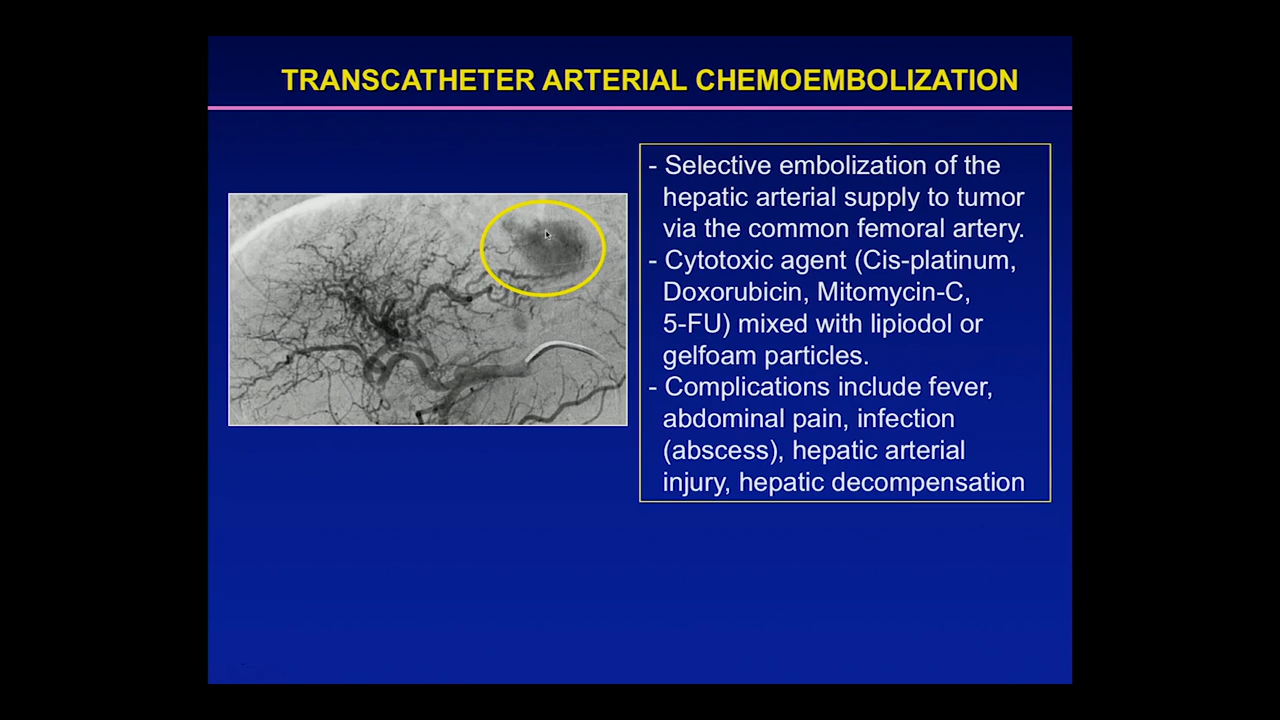 TRANSCATHETER ARTERIAL CHEMOEMBOLIZATION
- Selective embolization of the
hepatic arterial supply to tumor
via the common femoral artery.
- Cytotoxic agent (Cis-platinum,
Doxorubicin, Mitomycin-C,
5-FU) mixed with lipiodol or
gelfoam particles.
- Complications include fever,
abdominal pain, infection
(abscess), hepatic arterial
injury, hepatic decompensation